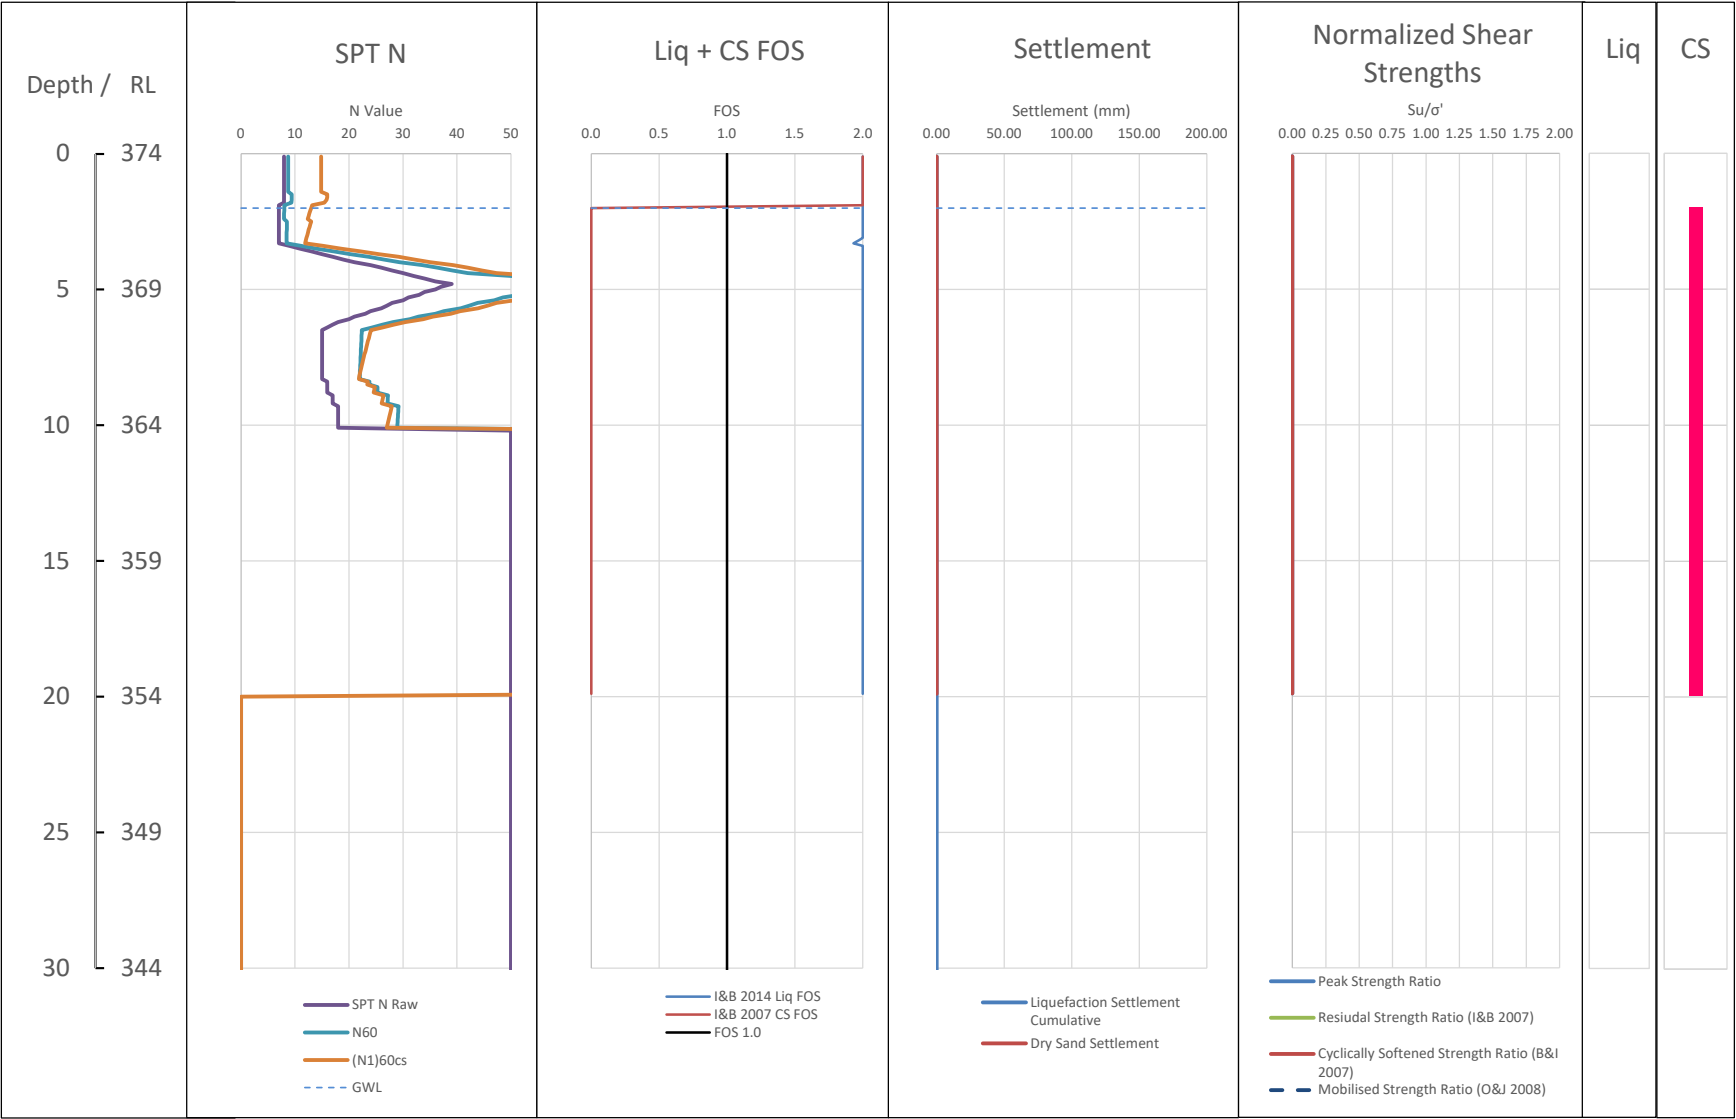 Depth / RL
SPT N
Liq + CS FOS
Settlement
Normalized Shear
Strengths
Liq
CS
N Value
FOS
Settlement (mm)
Su/σ'
0 10 20 30 40 50
0.0 0.5 1.0 1.5 2.0
0.00 50.00 100.00 150.00 200.00
0.00 0.25 0.50 0.75 1.00 1.25 1.50 1.75 2.00
0 374
5 369
10 364
15 359
20 354
25 349
30 344
SPT N Raw
N60
(N1)60cs
GWL
I&B 2014 Liq FOS
I&B 2007 CS FOS
FOS 1.0
Liquefaction Settlement
Cumulative
Dry Sand Settlement
Peak Strength Ratio
Resiudal Strength Ratio (I&B 2007)
Cyclically Softened Strength Ratio (B&I
2007)
Mobilised Strength Ratio (O&J 2008)